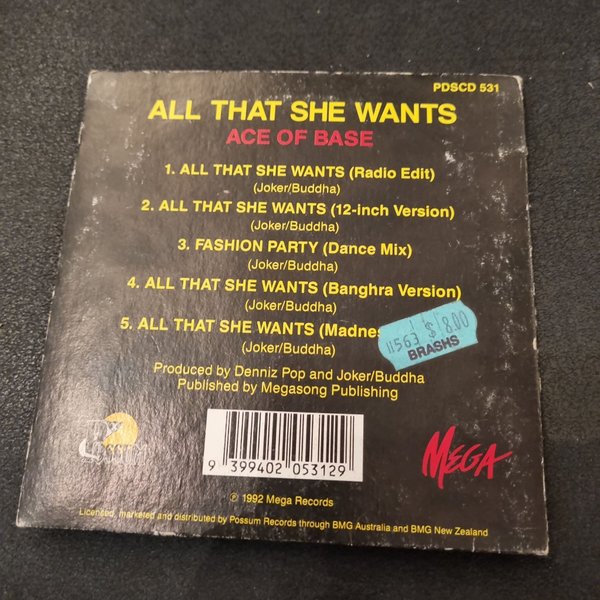 PDSCD 531
ALL THAT SHE WANTS
ACE OF BASE
1. ALL THAT SHE WANTS (Radio Edit)
(Joker/Buddha)
2. ALL THAT SHE WANTS (12-inch Version)
(Joker/Buddha)
3. FASHION PARTY (Dance Mix)
(Joker/Buddha)
4. ALL THAT SHE WANTS (Banghra Version)
(Joker/Buddha)
5. ALL THAT SHE WANTS (Madnes
(Joker/Buddha)
11563 $ 8.00
BRASHS
Produced by Denniz Pop and Joker/Buddha
Published by Megasong Publishing
9 399402 053129
MEGA
℗ 1992 Mega Records
Licensed, marketed and distributed by Possum Records through BMG Australia and BMG New Zealand